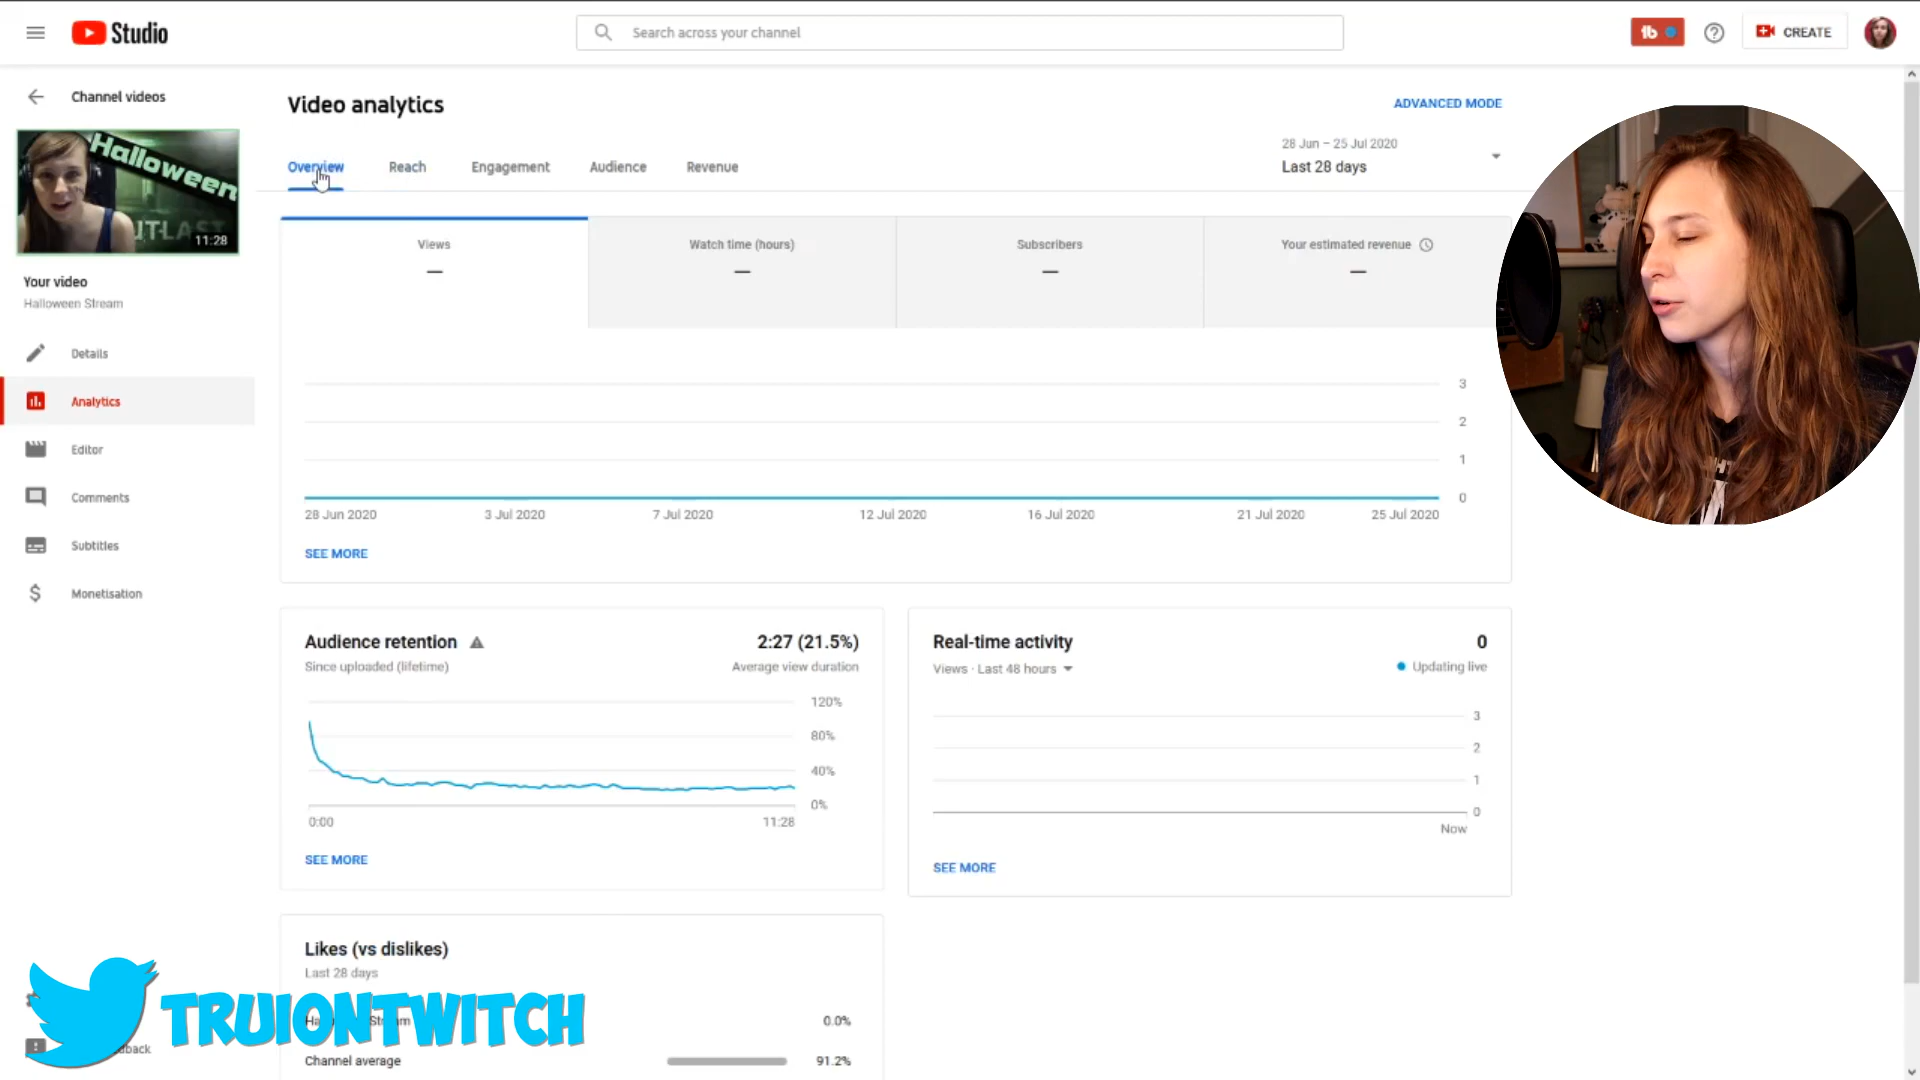 Studio
Search across your channel
CREATE
Channel videos
Video analytics
ADVANCED MODE
Overview
Reach
Engagement
Audience
Revenue
28 Jun – 25 Jul 2020
Last 28 days
Halloween
11:28
Your video
Halloween Stream
Details
Analytics
Editor
Comments
Subtitles
Monetisation
Views
—
Watch time (hours)
—
Subscribers
—
Your estimated revenue
—
3
2
1
0
28 Jun 2020
3 Jul 2020
7 Jul 2020
12 Jul 2020
16 Jul 2020
21 Jul 2020
25 Jul 2020
SEE MORE
Audience retention
2:27 (21.5%)
Since uploaded (lifetime)
Average view duration
120%
80%
40%
0%
0:00
11:28
SEE MORE
Real-time activity
0
Views · Last 48 hours
Updating live
3
2
1
0
Now
SEE MORE
Likes (vs dislikes)
Last 28 days
0.0%
Channel average
91.2%
TRUIONTWITCH